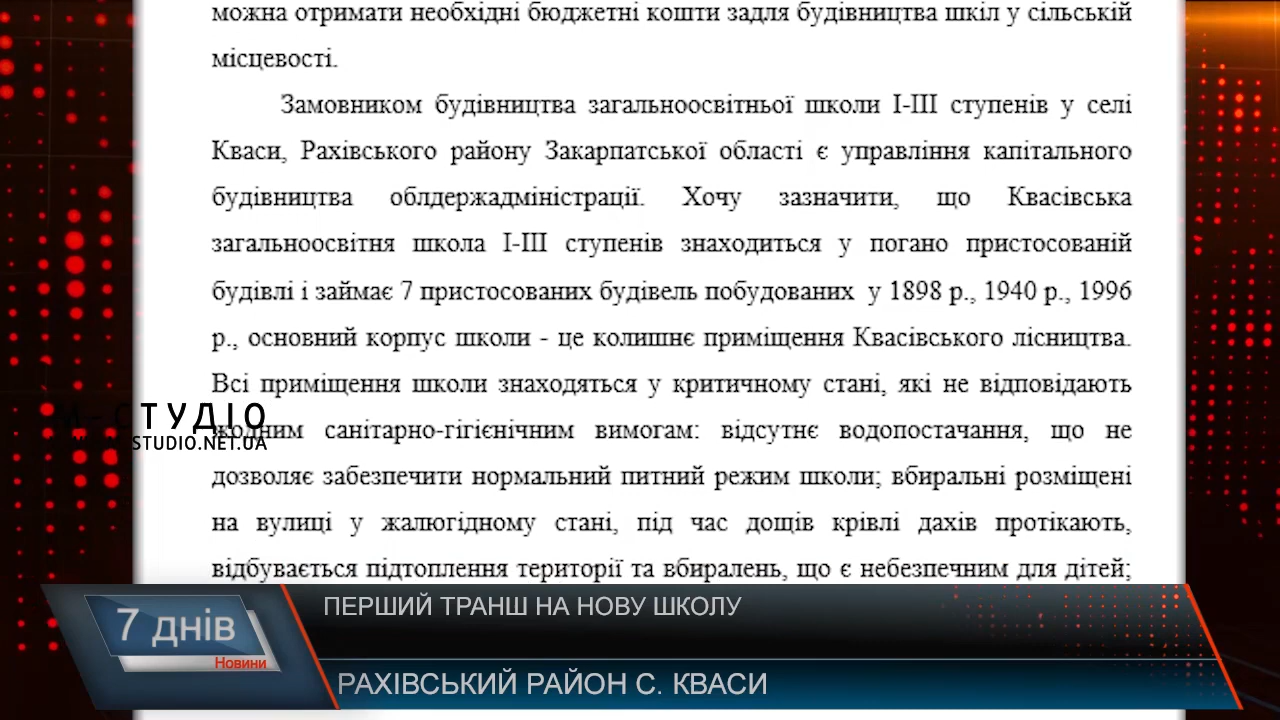 можна отримати необхідні бюджетні кошти задля будівництва шкіл у сільській
місцевості.
Замовником будівництва загальноосвітньої школи І-ІІІ ступенів у селі
Кваси, Рахівського району Закарпатської області є управління капітального
будівництва облдержадміністрації. Хочу зазначити, що Квасівська
загальноосвітня школа І-ІІІ ступенів знаходиться у погано пристосованій
будівлі і займає 7 пристосованих будівель побудованих у 1898 р., 1940 р., 1996
р., основний корпус школи - це колишнє приміщення Квасівського лісництва.
Всі приміщення школи знаходяться у критичному стані, які не відповідають
жодним санітарно-гігієнічним вимогам: відсутнє водопостачання, що не
дозволяє забезпечити нормальний питний режим школи; вбиральні розміщені
на вулиці у жалюгідному стані, під час дощів крівлі дахів протікають,
відбувається підтоплення території та вбиралень, що є небезпечним для дітей;
М-СТУДІО
STUDIO.NET.UA
7 днів
Новини
ПЕРШИЙ ТРАНШ НА НОВУ ШКОЛУ
РАХІВСЬКИЙ РАЙОН С. КВАСИ